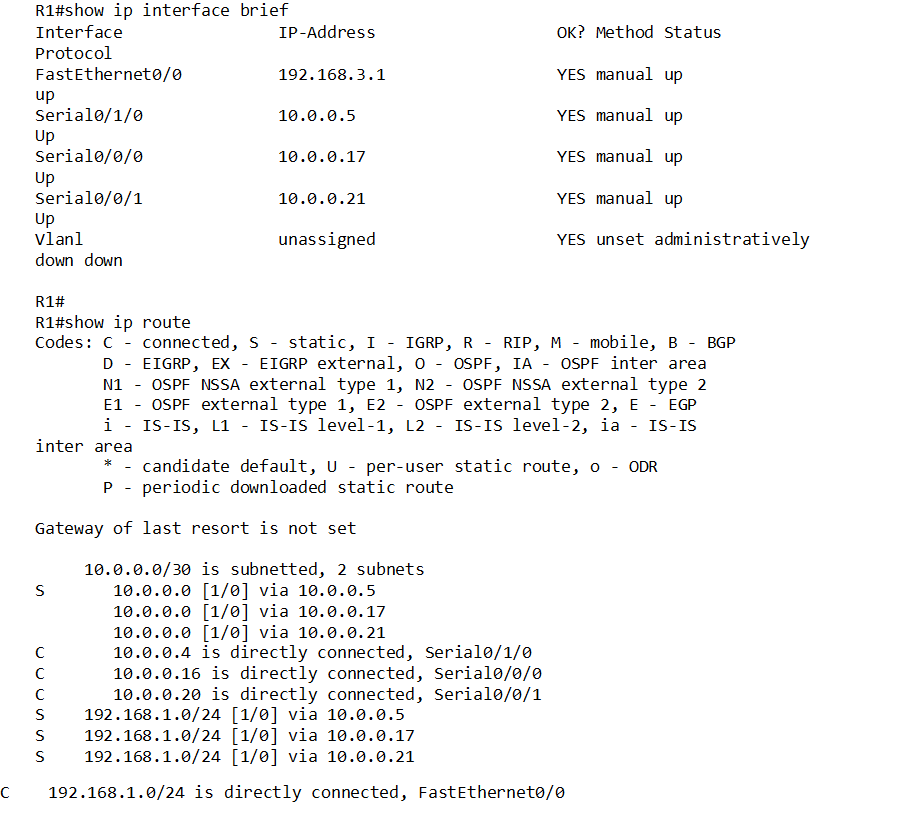 R1#show ip interface brief
Interface                IP-Address                   OK? Method Status
Protocol
FastEthernet0/0          192.168.3.1                  YES manual up
up
Serial0/1/0              10.0.0.5                     YES manual up
Up
Serial0/0/0              10.0.0.17                    YES manual up
Up
Serial0/0/1              10.0.0.21                    YES manual up
Up
Vlanl                    unassigned                   YES unset administratively
down down
R1#
R1#show ip route
Codes: C - connected, S - static, I - IGRP, R - RIP, M - mobile, B - BGP
D - EIGRP, EX - EIGRP external, O - OSPF, IA - OSPF inter area
N1 - OSPF NSSA external type 1, N2 - OSPF NSSA external type 2
E1 - OSPF external type 1, E2 - OSPF external type 2, E - EGP
i - IS-IS, L1 - IS-IS level-1, L2 - IS-IS level-2, ia - IS-IS
inter area
* - candidate default, U - per-user static route, o - ODR
P - periodic downloaded static route
Gateway of last resort is not set
10.0.0.0/30 is subnetted, 2 subnets
S       10.0.0.0 [1/0] via 10.0.0.5
10.0.0.0 [1/0] via 10.0.0.17
10.0.0.0 [1/0] via 10.0.0.21
C       10.0.0.4 is directly connected, Serial0/1/0
C       10.0.0.16 is directly connected, Serial0/0/0
C       10.0.0.20 is directly connected, Serial0/0/1
S    192.168.1.0/24 [1/0] via 10.0.0.5
S    192.168.1.0/24 [1/0] via 10.0.0.17
S    192.168.1.0/24 [1/0] via 10.0.0.21
C    192.168.1.0/24 is directly connected, FastEthernet0/0